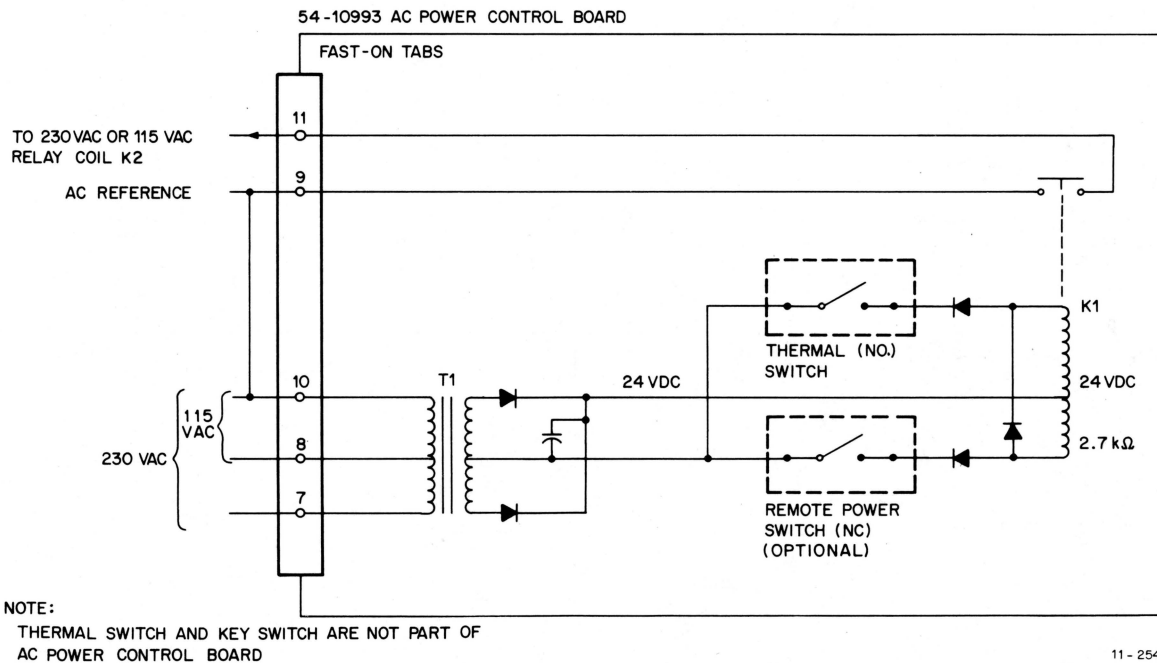 54-10993 AC POWER CONTROL BOARD
FAST-ON TABS
11
TO 230VAC OR 115 VAC
RELAY COIL K2
9
AC REFERENCE
K1
THERMAL (NO.)
SWITCH
10
T1
24 VDC
24 VDC
115
VAC
8
230 VAC
2.7 kΩ
7
REMOTE POWER
SWITCH (NC)
(OPTIONAL)
NOTE:
THERMAL SWITCH AND KEY SWITCH ARE NOT PART OF
AC POWER CONTROL BOARD
11-254